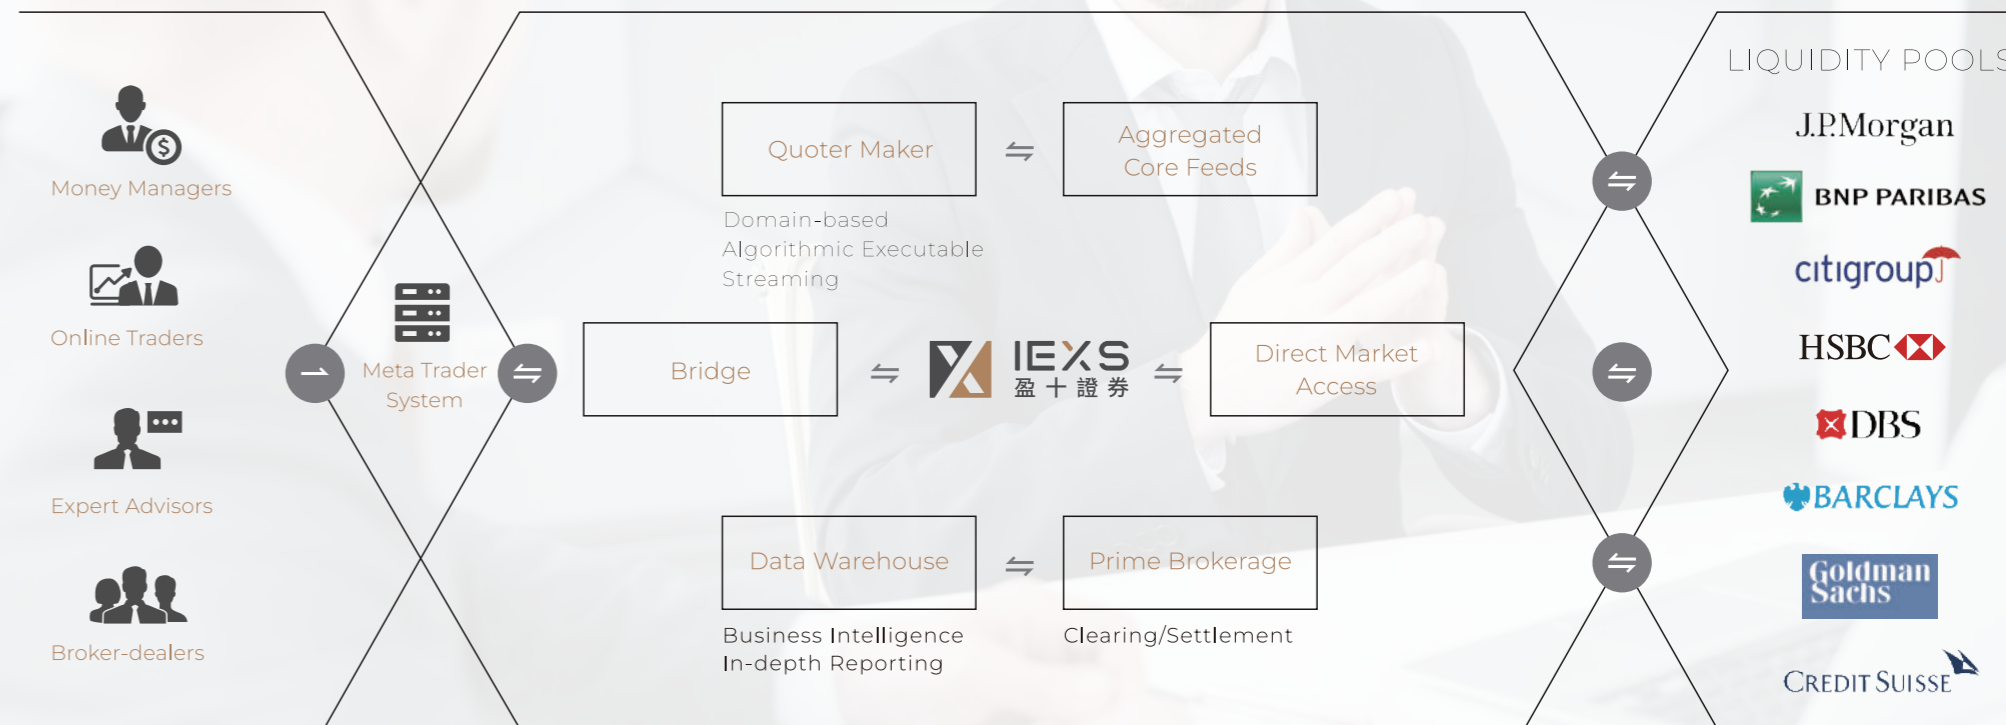 Money Managers
Online Traders
Expert Advisors
Broker-dealers
Meta Trader
System
Quoter Maker
Domain-based
Algorithmic Executable
Streaming
Aggregated
Core Feeds
Bridge
IEXS
盈十證券
Direct Market
Access
Data Warehouse
Business Intelligence
In-depth Reporting
Prime Brokerage
Clearing/Settlement
LIQUIDITY POOLS
J.P.Morgan
BNP PARIBAS
citigroup
HSBC
DBS
BARCLAYS
Goldman
Sachs
CREDIT SUISSE